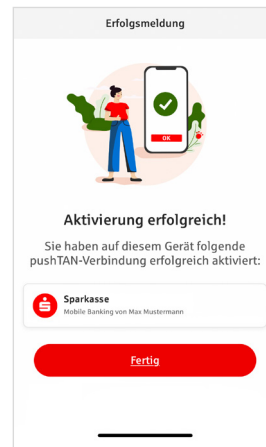 Erfolgsmeldung
OK
Aktivierung erfolgreich!
Sie haben auf diesem Gerät folgende
pushTAN-Verbindung erfolgreich aktiviert:
Sparkasse
Mobile Banking von Max Mustermann
Fertig